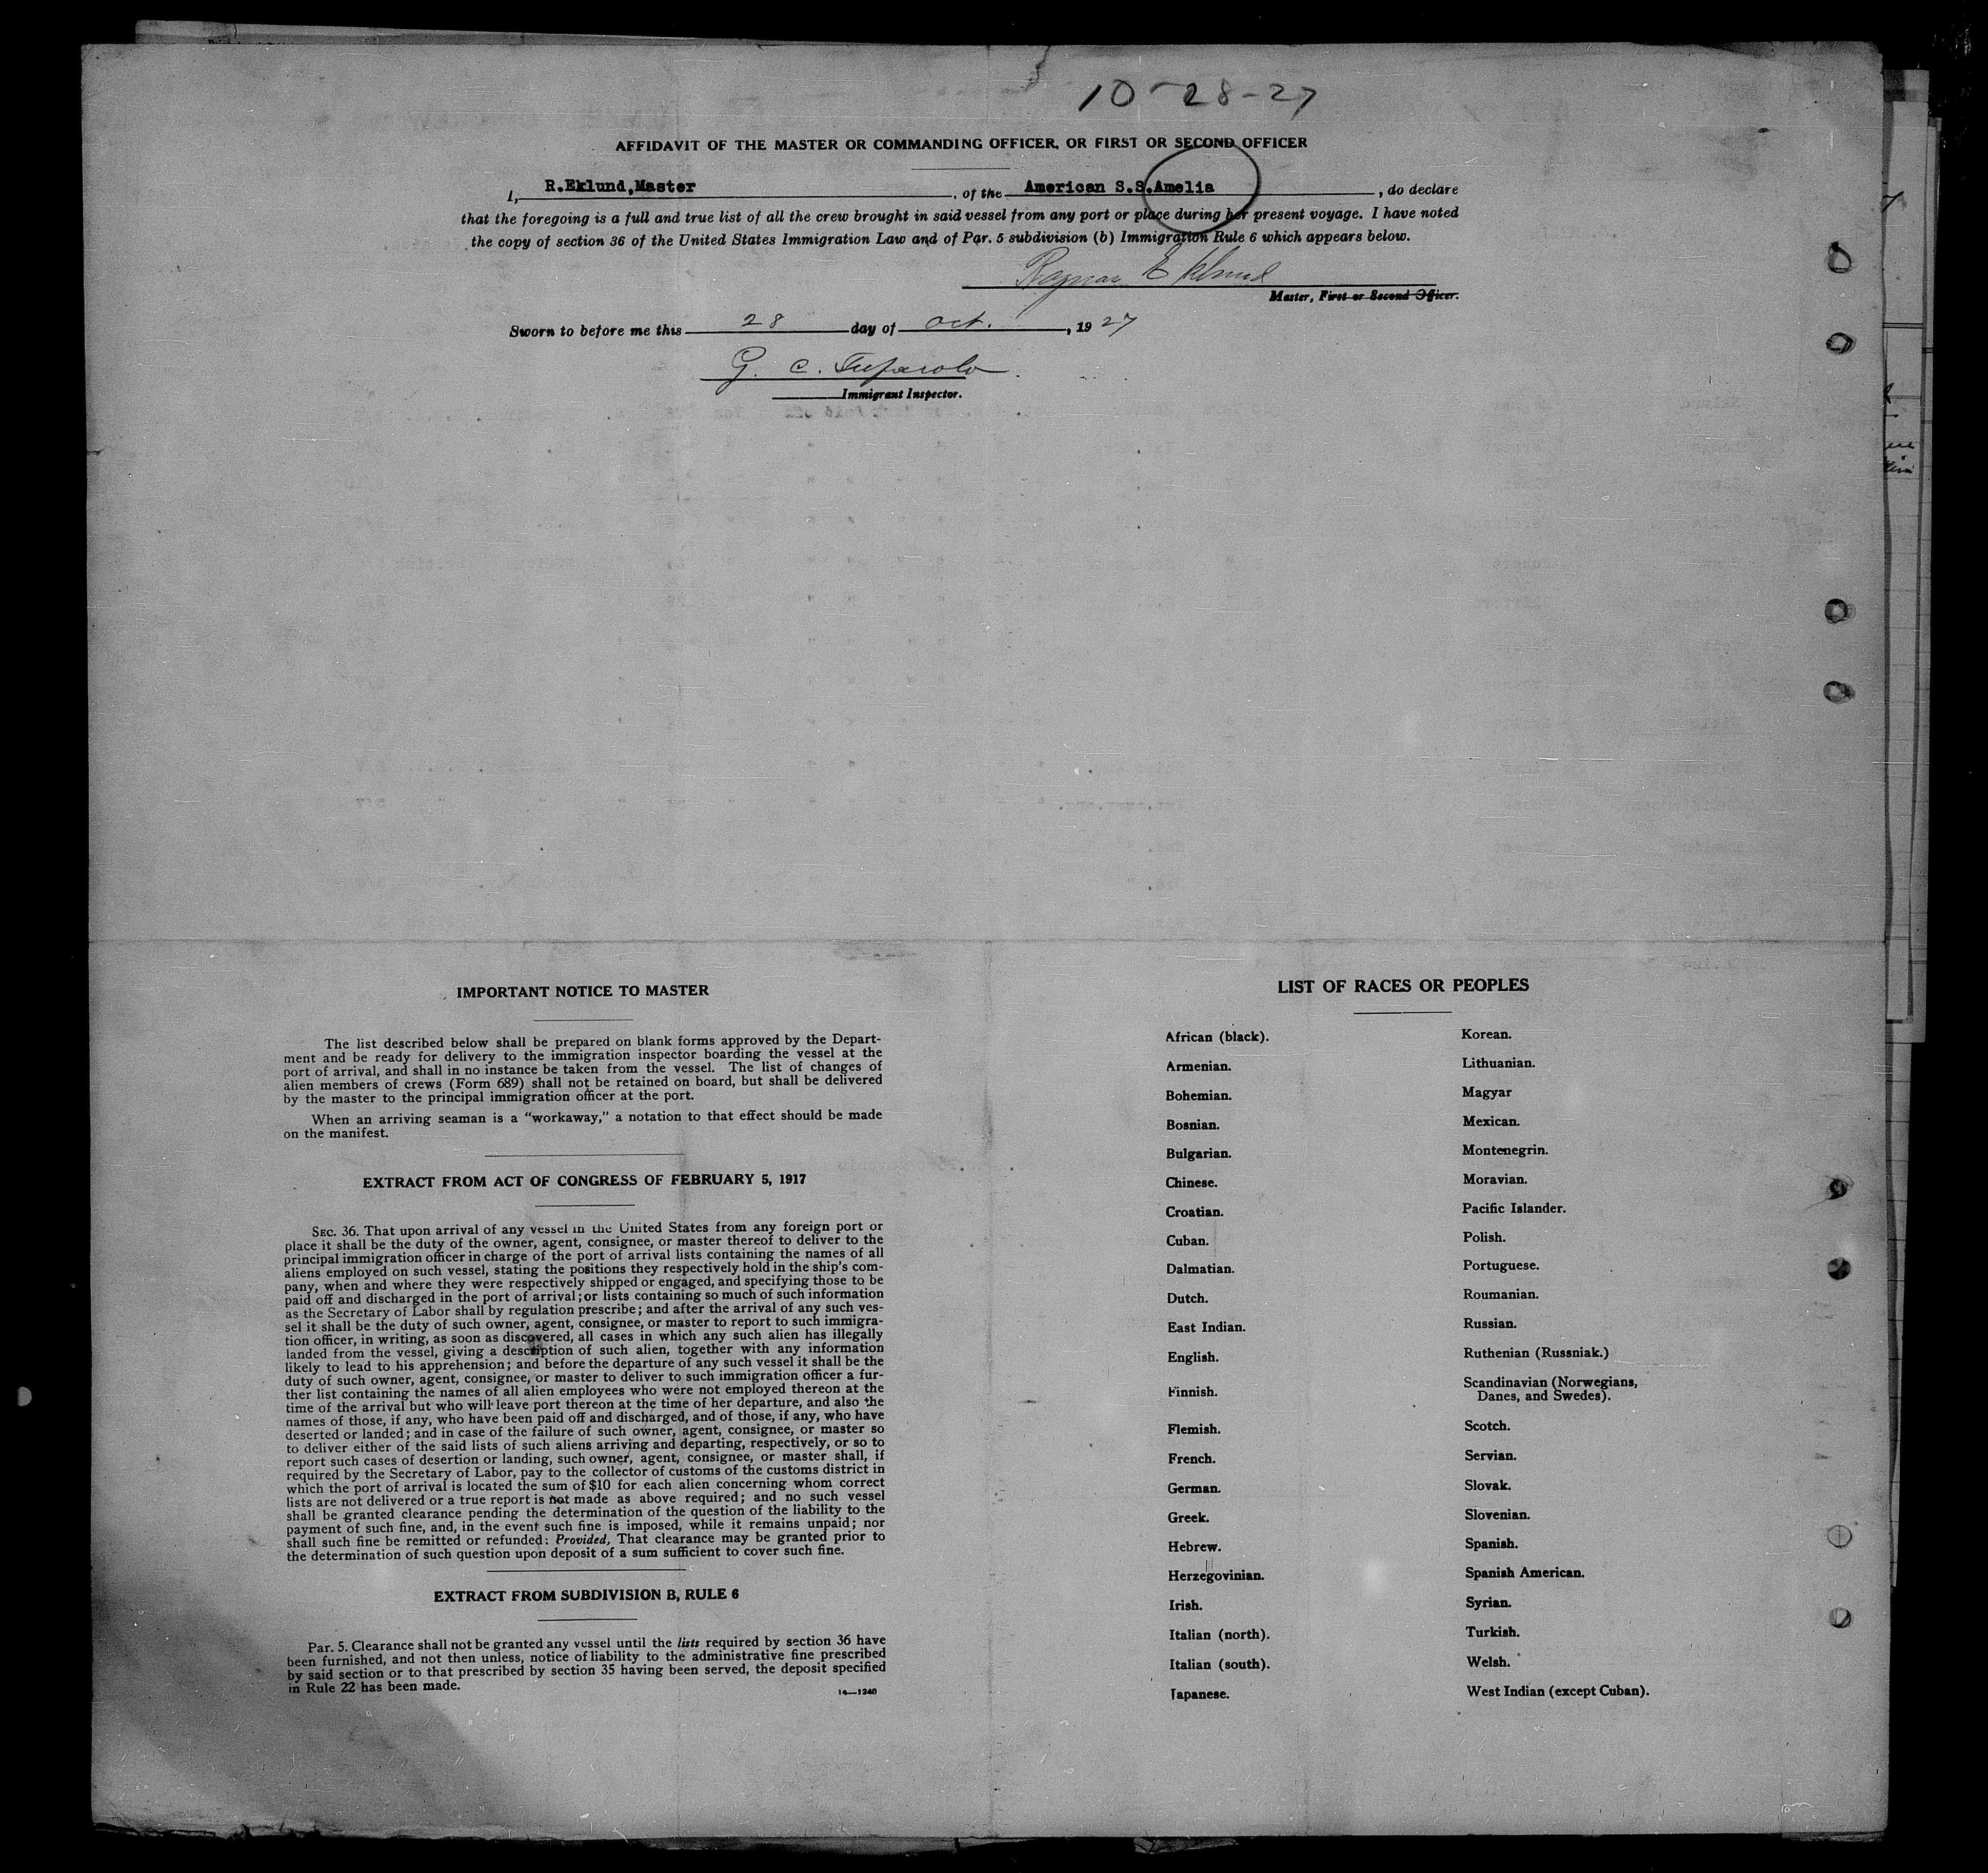 10-28-27
AFFIDAVIT OF THE MASTER OR COMMANDING OFFICER, OR FIRST OR SECOND OFFICER
I, R.Eklund,Master, of the American S.S.Amelia, do declare
that the foregoing is a full and true list of all the crew brought in said vessel from any port or place during her present voyage. I have noted
the copy of section 36 of the United States Immigration Law and of Par. 5 subdivision (b) Immigration Rule 6 which appears below.
Ragnar Eklund
Master, First or Second Officer.
Sworn to before me this 28 day of Oct., 1927
G. C.
Immigrant Inspector.
IMPORTANT NOTICE TO MASTER
The list described below shall be prepared on blank forms approved by the Depart-
ment and be ready for delivery to the immigration inspector boarding the vessel at the
port of arrival, and shall in no instance be taken from the vessel. The list of changes of
alien members of crews (Form 689) shall not be retained on board, but shall be delivered
by the master to the principal immigration officer at the port.
When an arriving seaman is a "workaway," a notation to that effect should be made
on the manifest.
EXTRACT FROM ACT OF CONGRESS OF FEBRUARY 5, 1917
SEC. 36. That upon arrival of any vessel in the United States from any foreign port or
place it shall be the duty of the owner, agent, consignee, or master thereof to deliver to the
principal immigration officer in charge of the port of arrival lists containing the names of all
aliens employed on such vessel, stating the positions they respectively hold in the ship's com-
pany, when and where they were respectively shipped or engaged, and specifying those to be
paid off and discharged in the port of arrival; or lists containing so much of such information
as the Secretary of Labor shall by regulation prescribe; and after the arrival of any such ves-
sel it shall be the duty of such owner, agent, consignee, or master to report to such immigra-
tion officer, in writing, as soon as discovered, all cases in which any such alien has illegally
landed from the vessel, giving a description of such alien, together with any information
likely to lead to his apprehension; and before the departure of any such vessel it shall be the
duty of such owner, agent, consignee, or master to deliver to such immigration officer a fur-
ther list containing the names of all alien employees who were not employed thereon at the
time of the arrival but who will leave port thereon at the time of her departure, and also the
names of those, if any, who have been paid off and discharged, and of those, if any, who have
deserted or landed; and in case of the failure of such owner, agent, consignee, or master so
to deliver either of the said lists of such aliens arriving and departing, respectively, or so to
report such cases of desertion or landing, such owner, agent, consignee, or master shall, if
required by the Secretary of Labor, pay to the collector of customs of the customs district in
which the port of arrival is located the sum of $10 for each alien concerning whom correct
lists are not delivered or a true report is not made as above required; and no such vessel
shall be granted clearance pending the determination of the question of the liability to the
payment of such fine, and, in the event such fine is imposed, while it remains unpaid; nor
shall such fine be remitted or refunded: Provided, That clearance may be granted prior to
the determination of such question upon deposit of a sum sufficient to cover such fine.
EXTRACT FROM SUBDIVISION B, RULE 6
Par. 5. Clearance shall not be granted any vessel until the lists required by section 36 have
been furnished, and not then unless, notice of liability to the administrative fine prescribed
by said section or to that prescribed by section 35 having been served, the deposit specified
in Rule 22 has been made.
14—1240
LIST OF RACES OR PEOPLES
African (black).
Armenian.
Bohemian.
Bosnian.
Bulgarian.
Chinese.
Croatian.
Cuban.
Dalmatian.
Dutch.
East Indian.
English.
Finnish.
Flemish.
French.
German.
Greek.
Hebrew.
Herzegovinian.
Irish.
Italian (north).
Italian (south).
Japanese.
Korean.
Lithuanian.
Magyar
Mexican.
Montenegrin.
Moravian.
Pacific Islander.
Polish.
Portuguese.
Roumanian.
Russian.
Ruthenian (Russniak.)
Scandinavian (Norwegians,
Danes, and Swedes).
Scotch.
Servian.
Slovak.
Slovenian.
Spanish.
Spanish American.
Syrian.
Turkish.
Welsh.
West Indian (except Cuban).